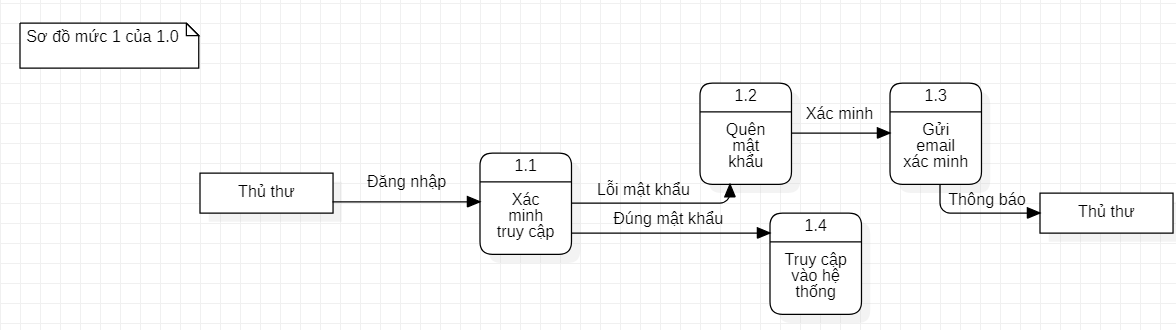 Sơ đồ mức 1 của 1.0
Thủ thư
Đăng nhập
1.1
Xác
minh
truy cập
Lỗi mật khẩu
Đúng mật khẩu
1.2
Quên
mật
khẩu
Xác minh
1.3
Gửi
email
xác minh
Thông báo
Thủ thư
1.4
Truy cập
vào hệ
thống